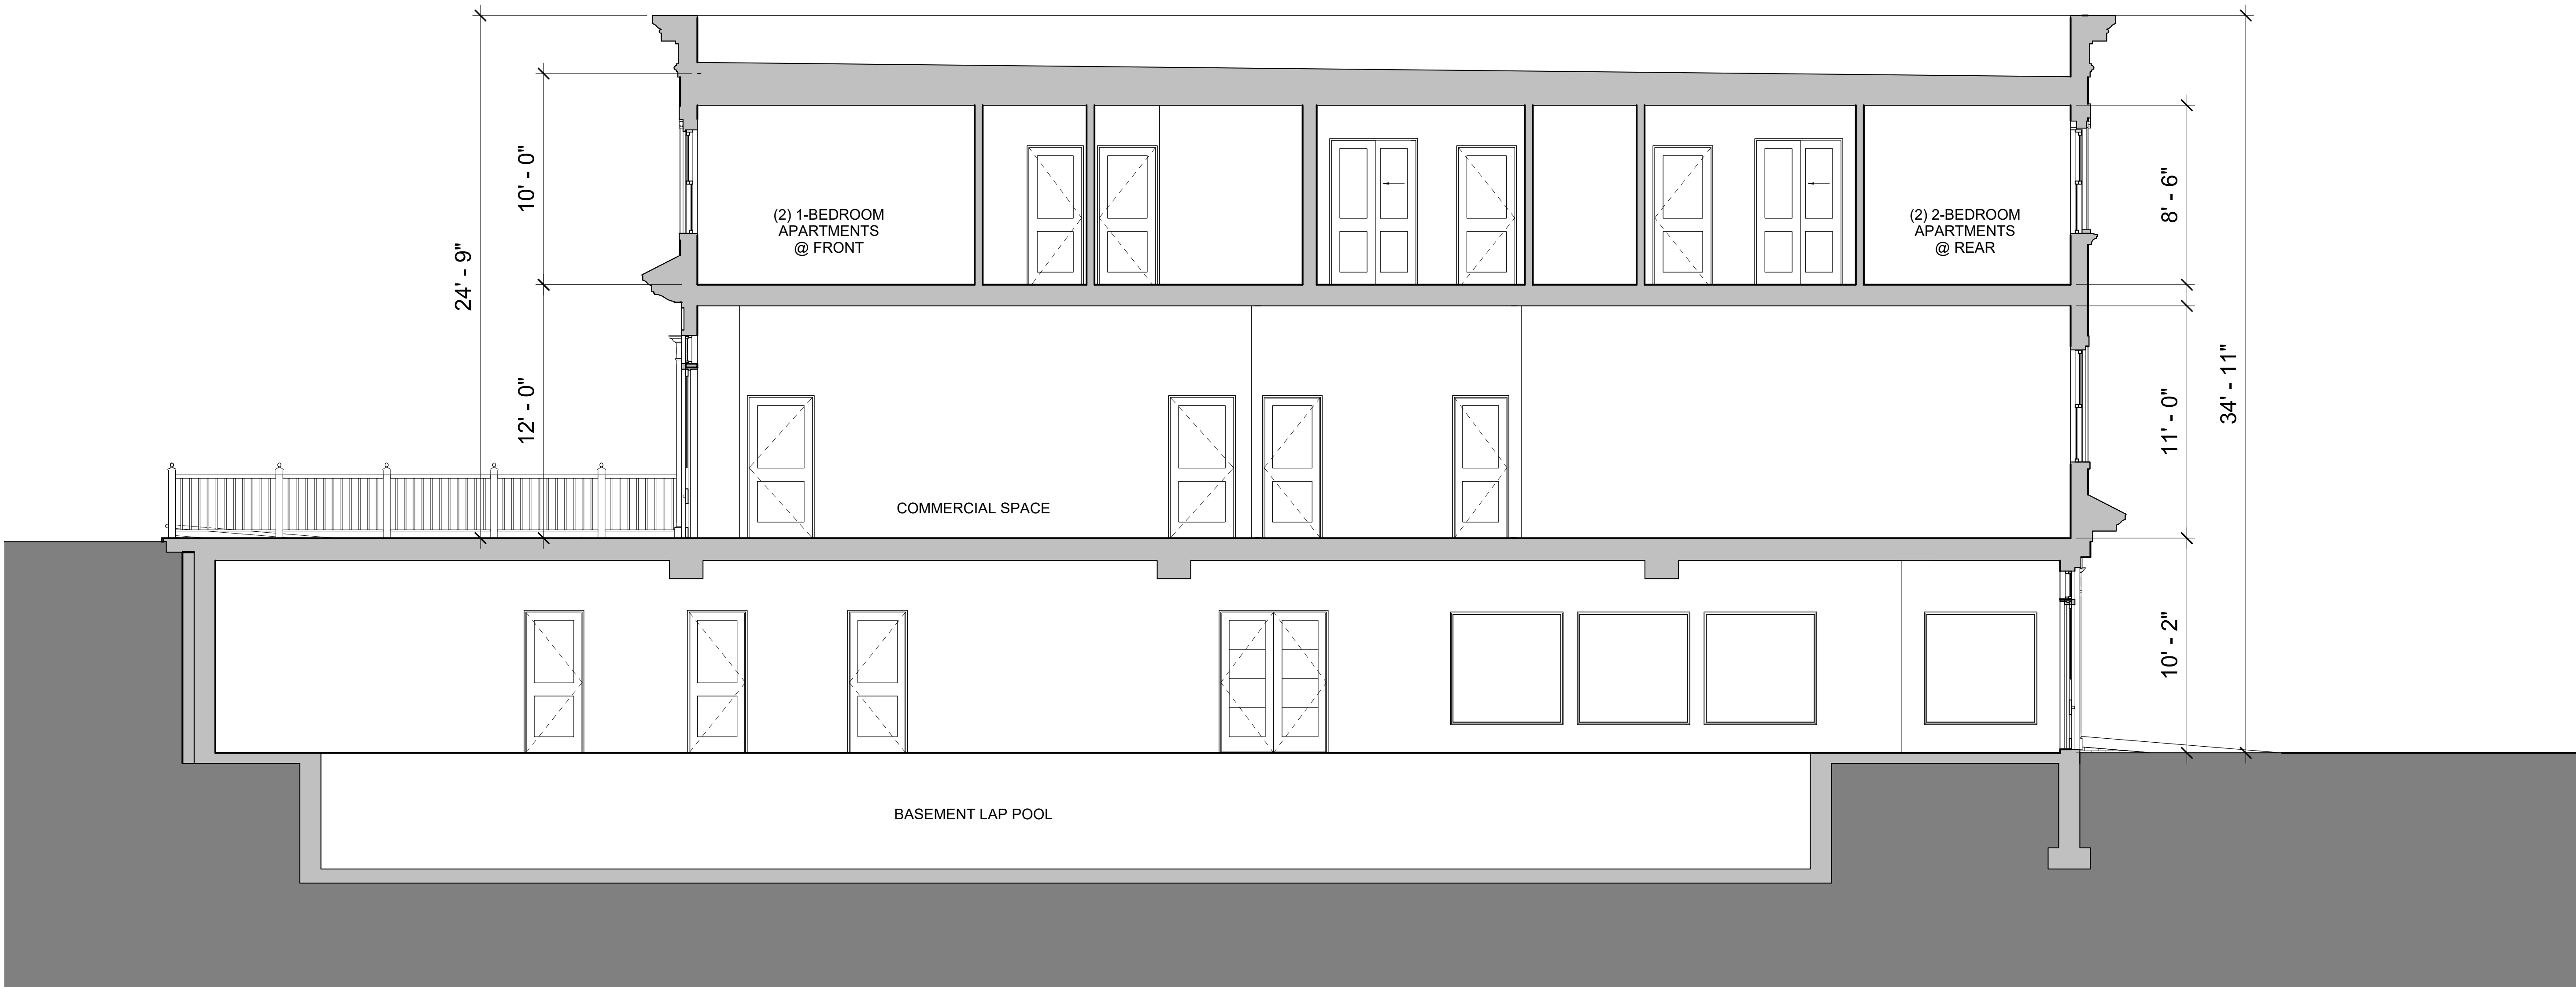 24' - 9"
10' - 0"
12' - 0"
(2) 1-BEDROOM
APARTMENTS
@ FRONT
(2) 2-BEDROOM
APARTMENTS
@ REAR
8' - 6"
11' - 0"
34' - 11"
10' - 2"
COMMERCIAL SPACE
BASEMENT LAP POOL